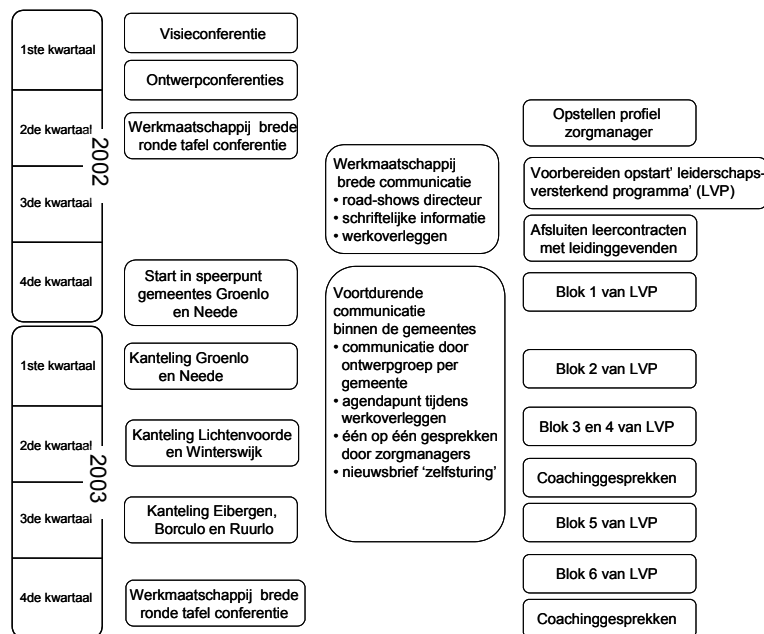 1ste kwartaal
2de kwartaal
3de kwartaal
4de kwartaal
2002
1ste kwartaal
2de kwartaal
3de kwartaal
4de kwartaal
2003
Visieconferentie
Ontwerpconferenties
Werkmaatschappij brede
ronde tafel conferentie
Start in speerpunt
gemeentes Groenlo
en Neede
Kanteling Groenlo
en Neede
Kanteling Lichtenvoorde
en Winterswijk
Kanteling Eibergen,
Borculo en Ruurlo
Werkmaatschappij brede
ronde tafel conferentie
Werkmaatschappij
brede communicatie
• road-shows directeur
• schriftelijke informatie
• werkoverleggen
Voortdurende
communicatie
binnen de gemeentes
• communicatie door
ontwerpgroep per
gemeente
• agendapunt tijdens
werkoverleggen
• één op één gesprekken
door zorgmanagers
• nieuwsbrief ‘zelfsturing’
Opstellen profiel
zorgmanager
Voorbereiden opstart’ leiderschaps-
versterkend programma’ (LVP)
Afsluiten leercontracten
met leidinggevenden
Blok 1 van LVP
Blok 2 van LVP
Blok 3 en 4 van LVP
Coachinggesprekken
Blok 5 van LVP
Blok 6 van LVP
Coachinggesprekken